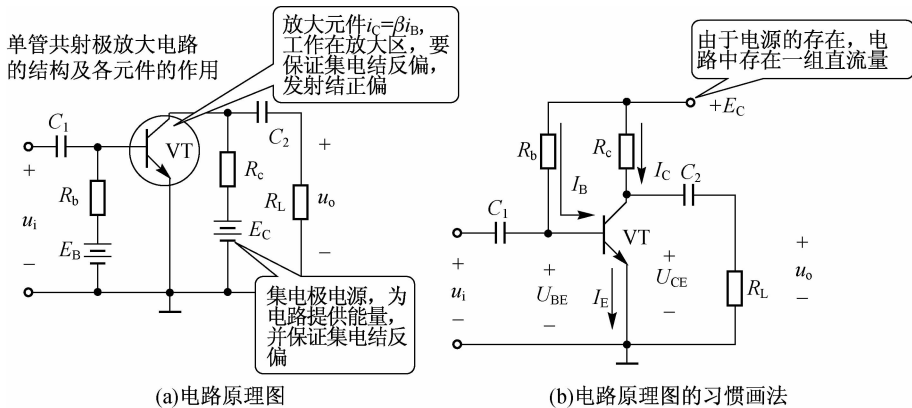 单管共射极放大电路
的结构及各元件的作用
放大元件iC=βiB,
工作在放大区，要
保证集电结反偏，
发射结正偏
C1
VT
C2
+
+
Rb
Rc
RL
ui
uo
EB
EC
−
−
集电极电源，为
电路提供能量，
并保证集电结反
偏
(a)电路原理图
由于电源的存在，电
路中存在一组直流量
+EC
Rb
Rc
IB
IC
C2
C1
VT
+
+
+
+
ui
UBE
IE
UCE
RL
uo
−
−
−
−
(b)电路原理图的习惯画法